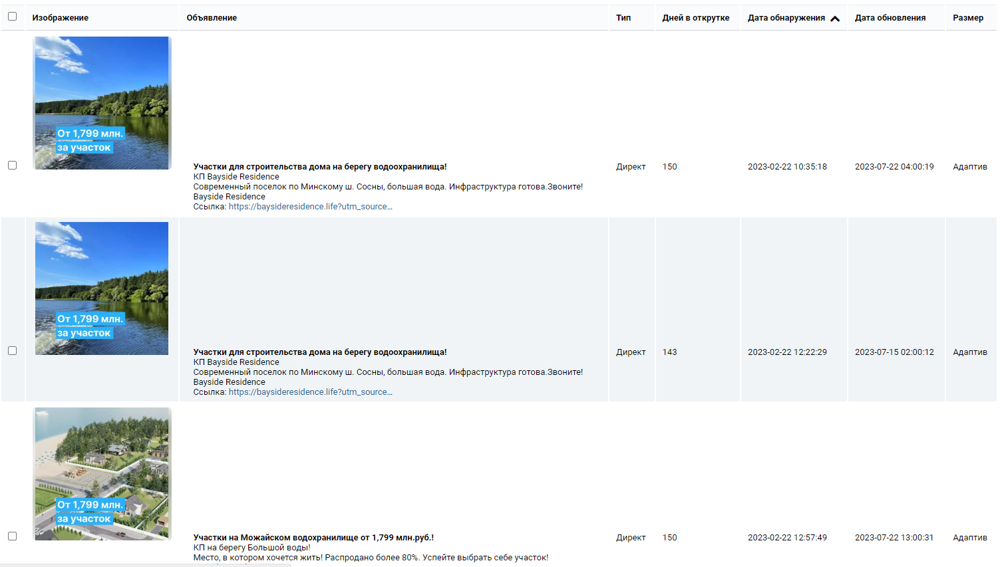 Изображение Объявление Тип Дней в открутке Дата обнаружения Дата обновления Размер
От 1,799 млн.
за участок
Участки для строительства дома на берегу водоохранилища! Директ 150 2023-02-22 10:35:18 2023-07-22 04:00:19 Адаптив
КП Bayside Residence
Современный поселок по Минскому ш. Сосны, большая вода. Инфраструктура готова.Звоните!
Bayside Residence
Ссылка: https://baysideresidence.life?utm_source...
От 1,799 млн.
за участок
Участки для строительства дома на берегу водоохранилища! Директ 143 2023-02-22 12:22:29 2023-07-15 02:00:12 Адаптив
КП Bayside Residence
Современный поселок по Минскому ш. Сосны, большая вода. Инфраструктура готова.Звоните!
Bayside Residence
Ссылка: https://baysideresidence.life?utm_source...
От 1,799 млн.
за участок
Участки на Можайском водохранилище от 1,799 млн.руб.! Директ 150 2023-02-22 12:57:49 2023-07-22 13:00:31 Адаптив
КП на берегу Большой воды!
Место, в котором хочется жить! Распродано более 80%. Успейте выбрать себе участок!